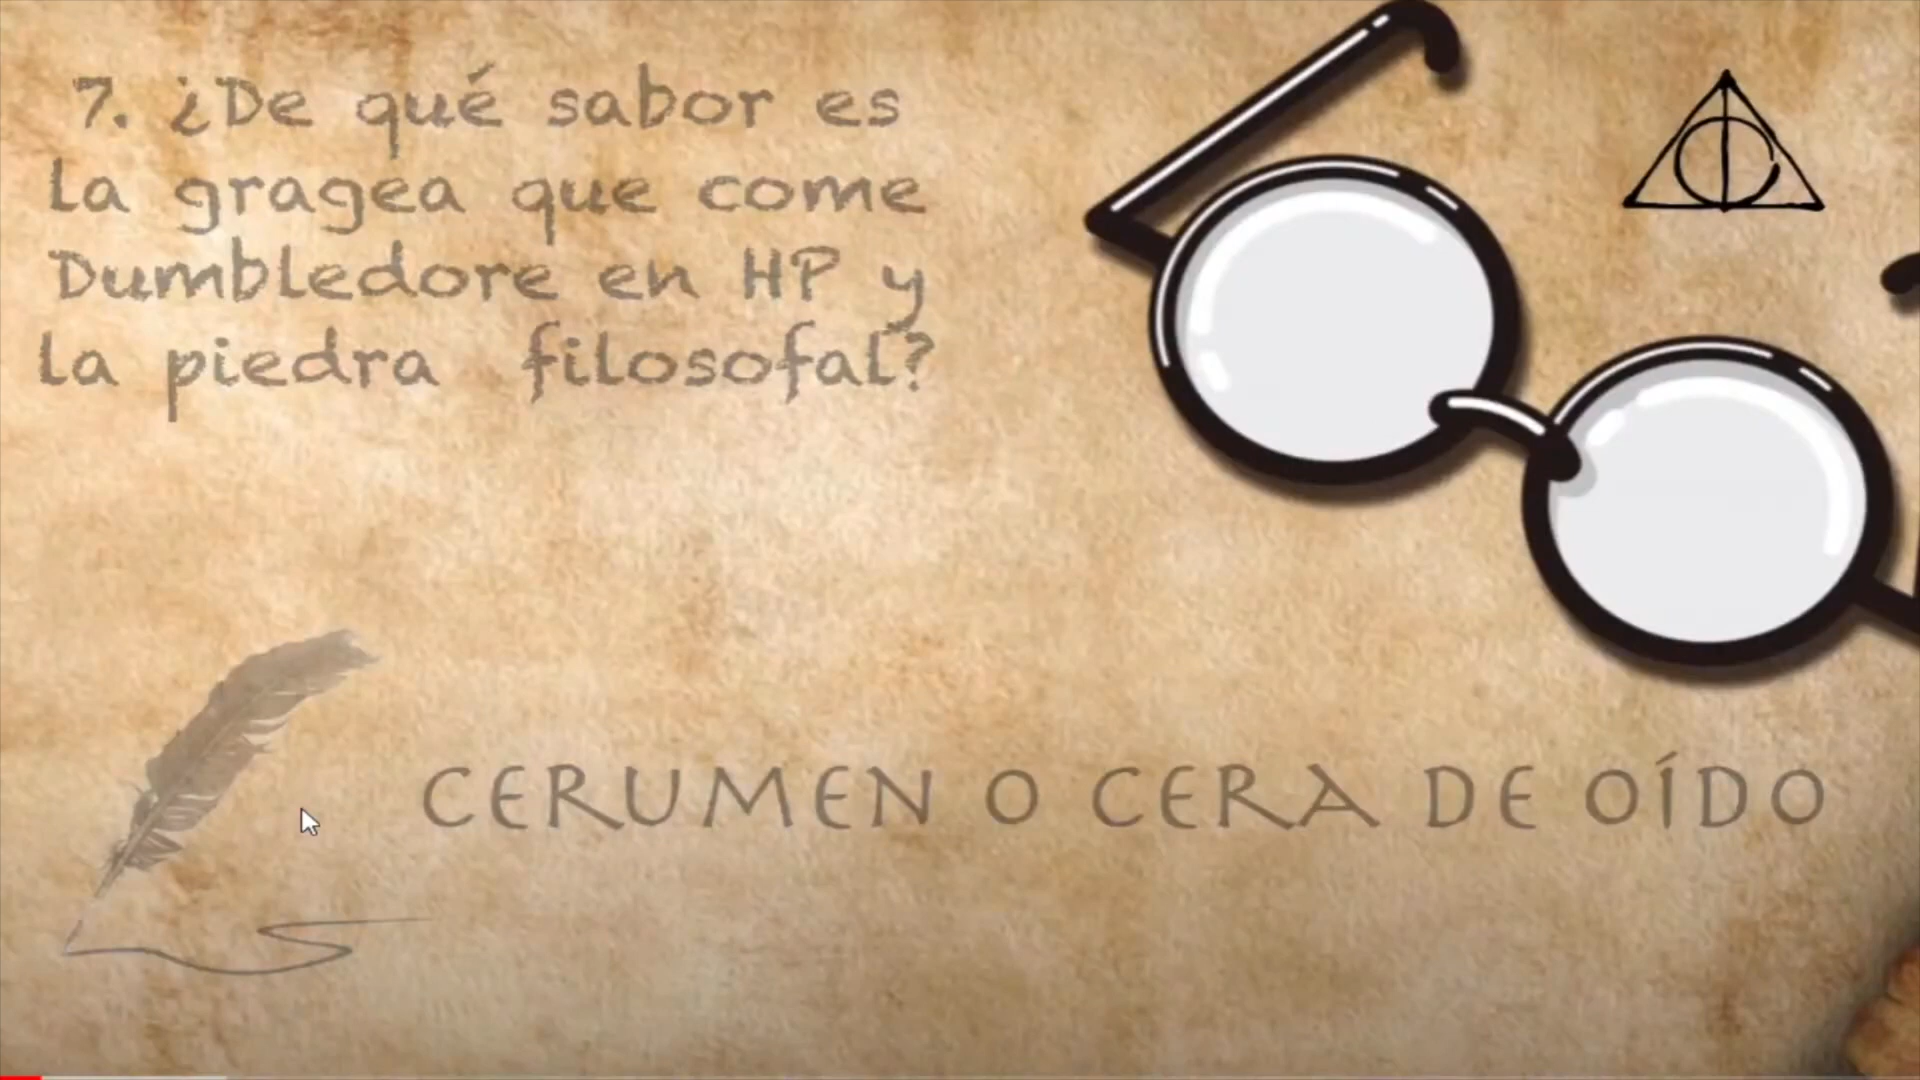 7. ¿De qué sabor es
la gragea que come
Dumbledore en HP y
la piedra filosofal?
CERUMEN O CERA DE OÍDO